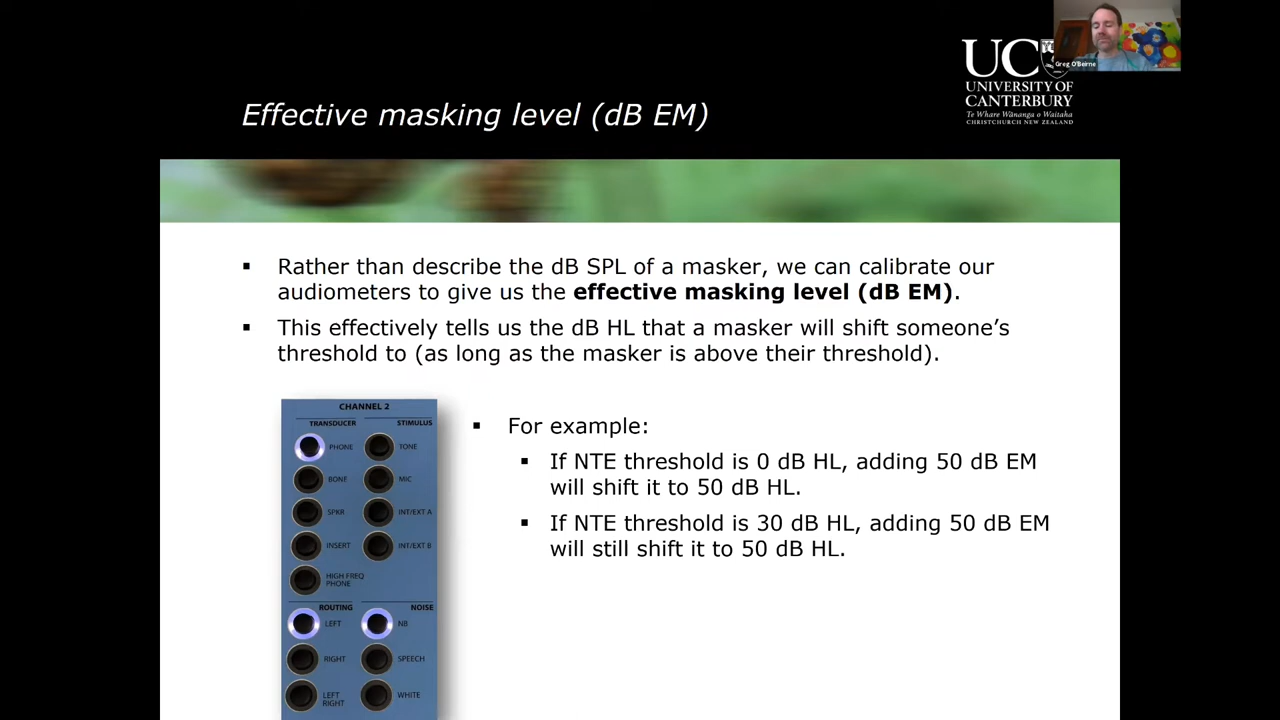 UC
Greg O'Beirne
UNIVERSITY OF
CANTERBURY
Te Whare Wānanga o Waitaha
CHRISTCHURCH NEW ZEALAND
Effective masking level (dB EM)
Rather than describe the dB SPL of a masker, we can calibrate our
audiometers to give us the effective masking level (dB EM).
This effectively tells us the dB HL that a masker will shift someone's
threshold to (as long as the masker is above their threshold).
CHANNEL 2
TRANSDUCER
STIMULUS
PHONE
TONE
BONE
MIC
SPKR
INT/EXT A
INSERT
INT/EXT B
HIGH FREQ
PHONE
ROUTING
NOISE
LEFT
NB
RIGHT
SPEECH
LEFT
RIGHT
WHITE
For example:
If NTE threshold is 0 dB HL, adding 50 dB EM
will shift it to 50 dB HL.
If NTE threshold is 30 dB HL, adding 50 dB EM
will still shift it to 50 dB HL.